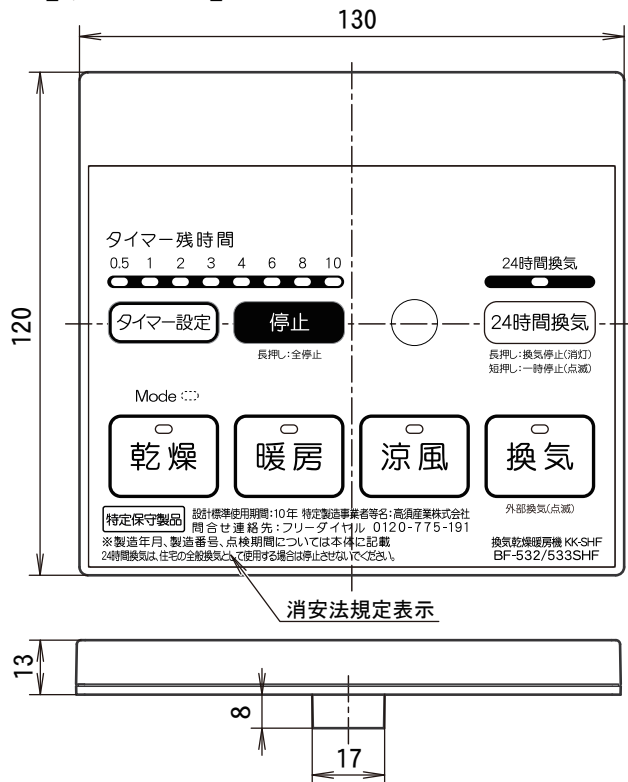 130
120
タイマー残時間
0.5 1 2 3 4 6 8 10
24時間換気
タイマー設定
停止
24時間換気
長押し:全停止
長押し:換気停止(消灯)
短押し:一時停止(点滅)
Mode
乾燥
暖房
涼風
換気
外部換気(点滅)
特定保守製品
設計標準使用期間:10年 特定製造事業者等名:高須産業株式会社
問合せ連絡先:フリーダイヤル 0120-775-191
※製造年月、製造番号、点検期間については本体に記載
24時間換気は、住宅の全般換気として使用する場合は停止させないでください。
換気乾燥暖房機 KK-SHF
BF-532/533SHF
消安法規定表示
13
8
17